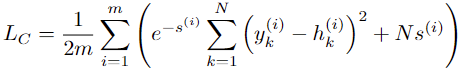 L_C = \frac{1}{2m} \sum_{i=1}^{m} \left( e^{-s^{(i)}} \sum_{k=1}^{N} \left( y_k^{(i)} - h_k^{(i)} \right)^2 + N s^{(i)} \right)